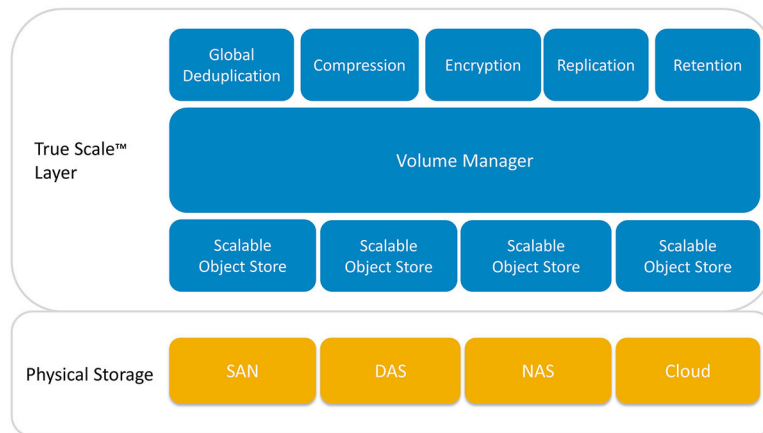 Global
Deduplication
Compression
Encryption
Replication
Retention
True Scale™
Layer
Volume Manager
Scalable
Object Store
Scalable
Object Store
Scalable
Object Store
Scalable
Object Store
Physical Storage
SAN
DAS
NAS
Cloud